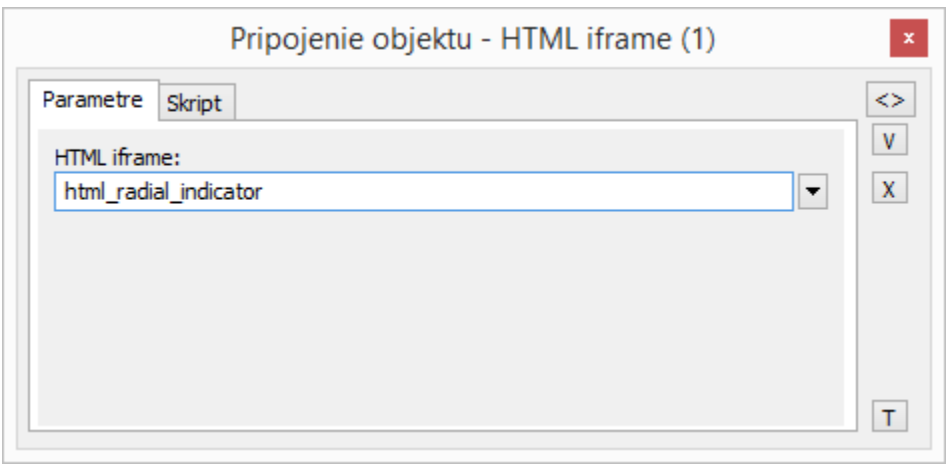 Pripojenie objektu - HTML iframe (1)
x
Parametre
Skript
<>
V
HTML iframe:
html_radial_indicator
X
T